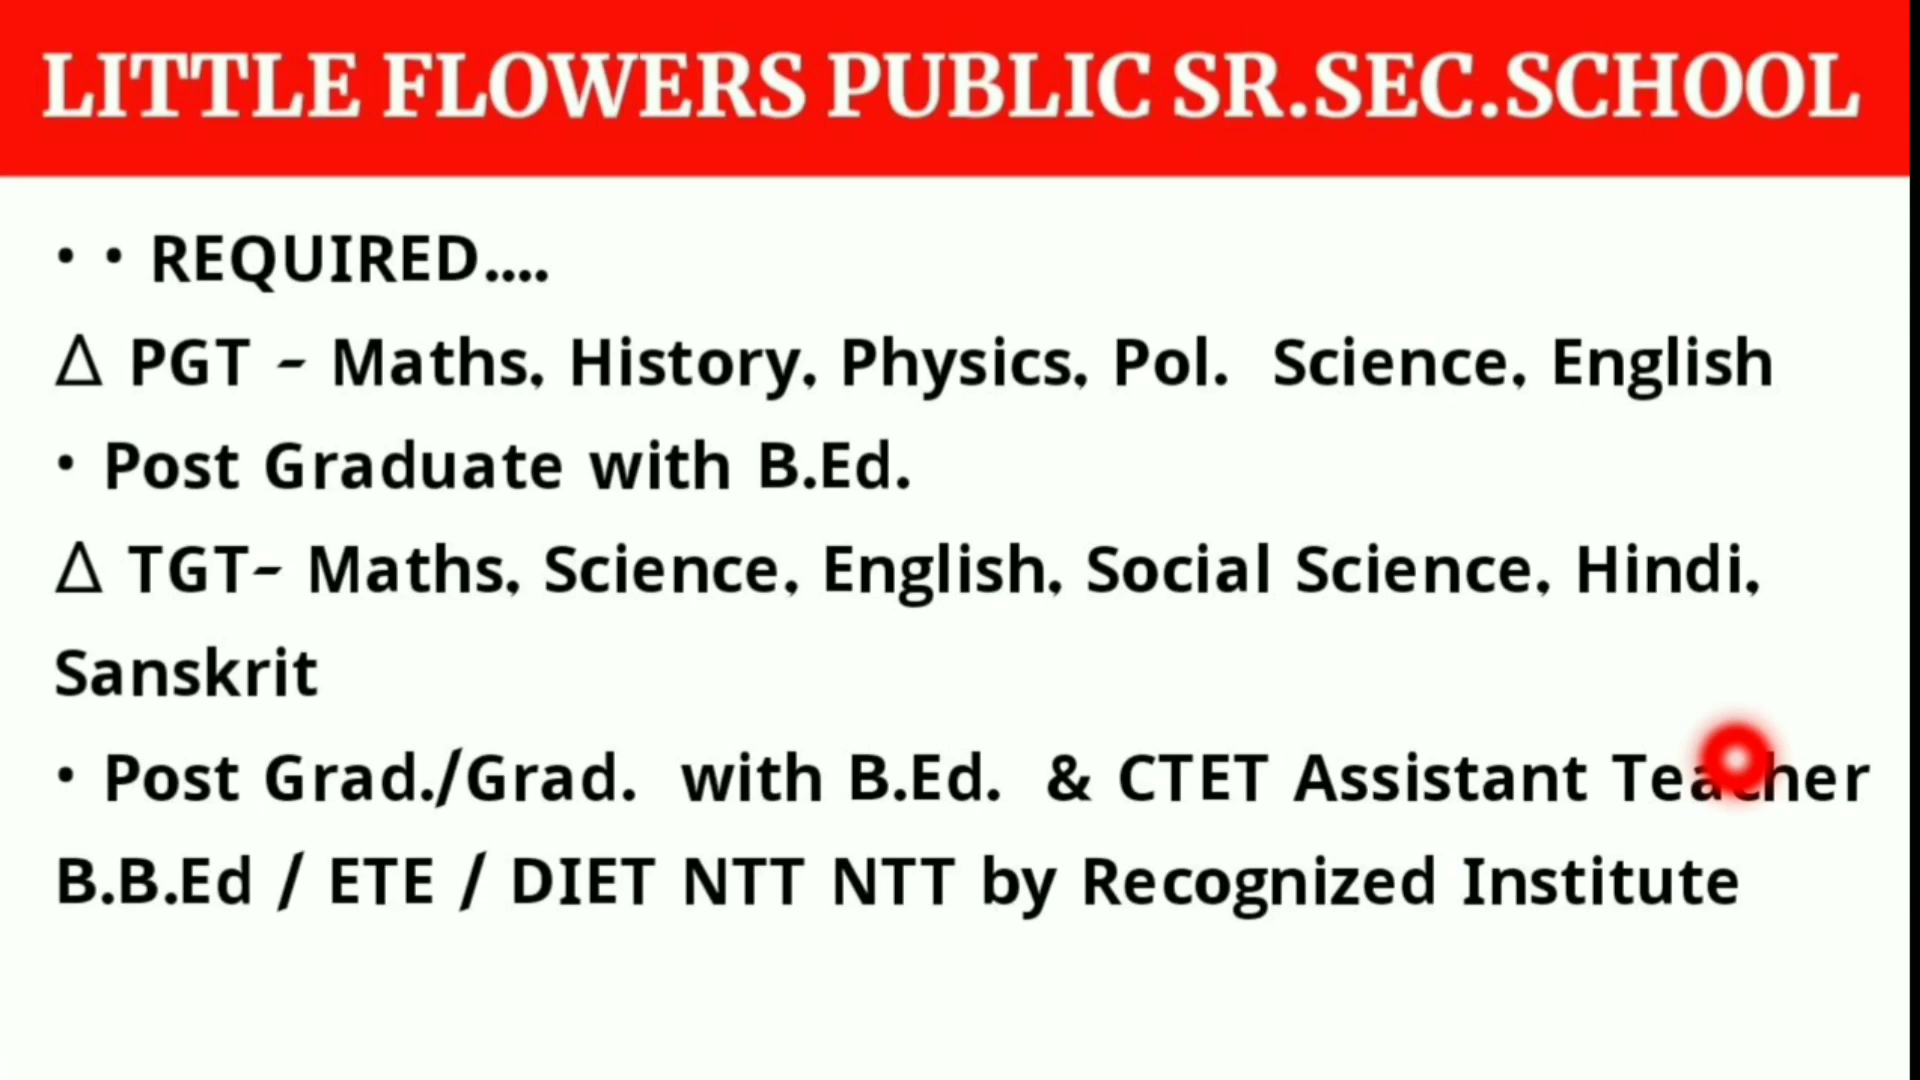 LITTLE FLOWERS PUBLIC SR.SEC.SCHOOL
• • REQUIRED....
Δ PGT - Maths, History, Physics, Pol. Science, English
• Post Graduate with B.Ed.
Δ TGT- Maths, Science, English, Social Science, Hindi,
Sanskrit
• Post Grad./Grad. with B.Ed. & CTET Assistant Teacher
B.B.Ed / ETE / DIET NTT NTT by Recognized Institute